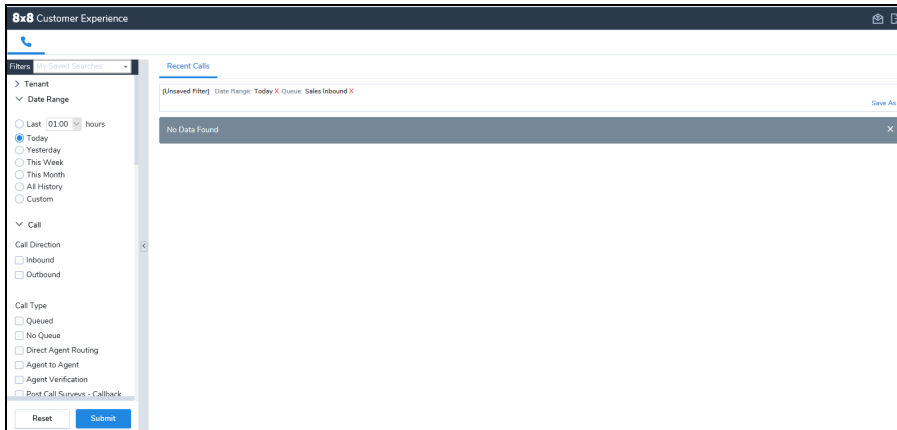 8x8 Customer Experience
Filters My Saved Searches
Tenant
Date Range
Last 01:00 hours
Today
Yesterday
This Week
This Month
All History
Custom
Call
Call Direction
Inbound
Outbound
Call Type
Queued
No Queue
Direct Agent Routing
Agent to Agent
Agent Verification
Post Call Surveys - Callback
Reset Submit
Recent Calls
(Unsaved Filter) Date Range: Today X Queue: Sales Inbound X
Save As
No Data Found X